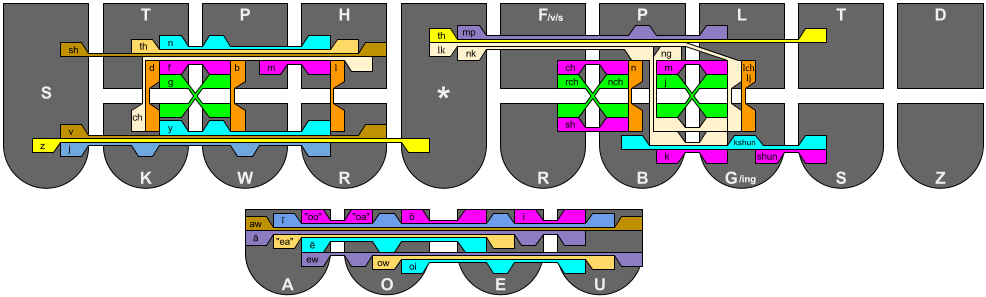 T P H F/v/s P L T D
n th mp
sh th lk nk ng
d f b m l ch n m lch
g rch nch j lj
S *
ch sh
v y
z j k kshun shun
K W R R B G/ing S Z
ī "oo" "oa" ŏ i
aw
ā "ea" ē
ew ow oi
A O E U